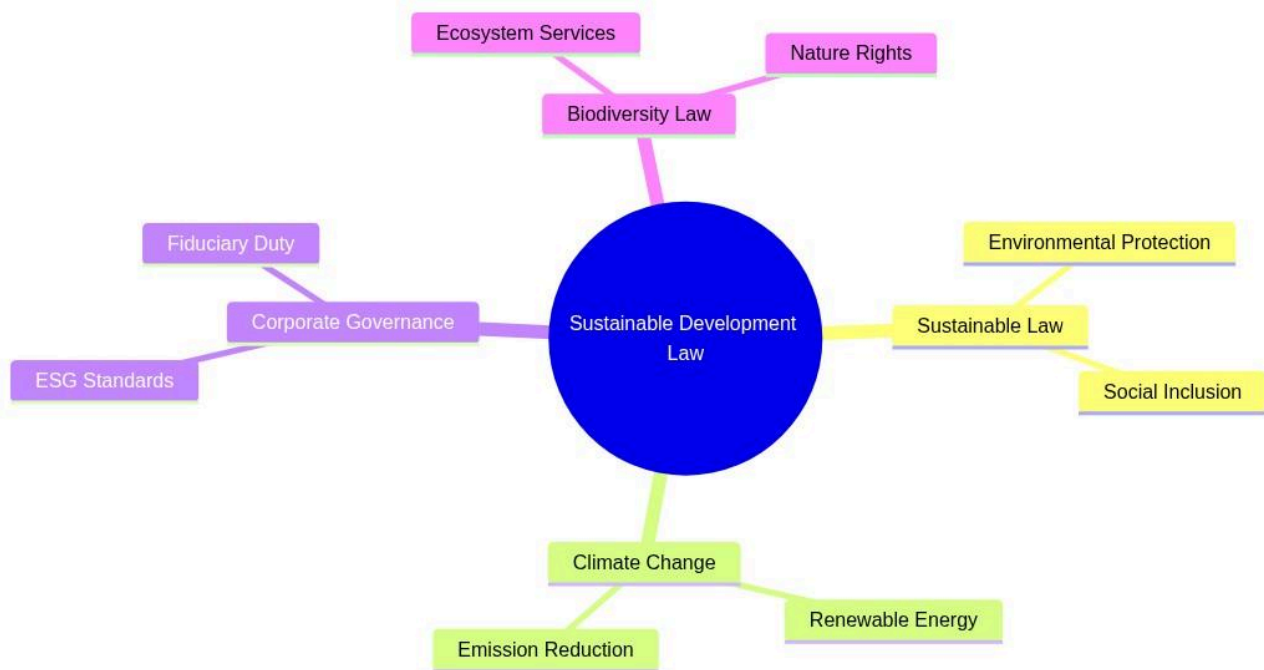 Ecosystem Services
Nature Rights
Biodiversity Law
Fiduciary Duty
Environmental Protection
Corporate Governance
Sustainable Development
Law
Sustainable Law
ESG Standards
Social Inclusion
Climate Change
Renewable Energy
Emission Reduction